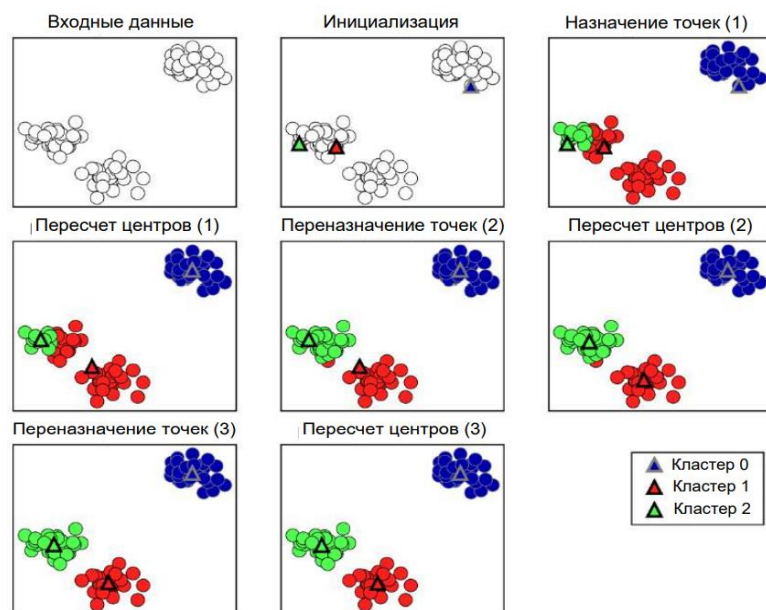 Входные данные
Инициализация
Назначение точек (1)
Пересчет центров (1)
Переназначение точек (2)
Пересчет центров (2)
Переназначение точек (3)
Пересчет центров (3)
Кластер 0
Кластер 1
Кластер 2